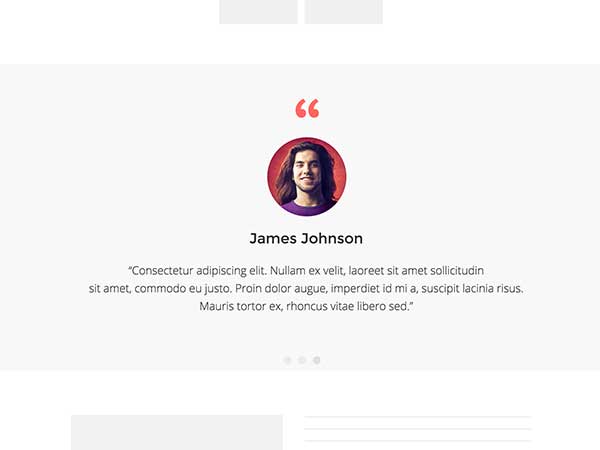 “
James Johnson
“Consectetur adipiscing elit. Nullam ex velit, laoreet sit amet sollicitudin
sit amet, commodo eu justo. Proin dolor augue, imperdiet id mi a, suscipit lacinia risus.
Mauris tortor ex, rhoncus vitae libero sed.”